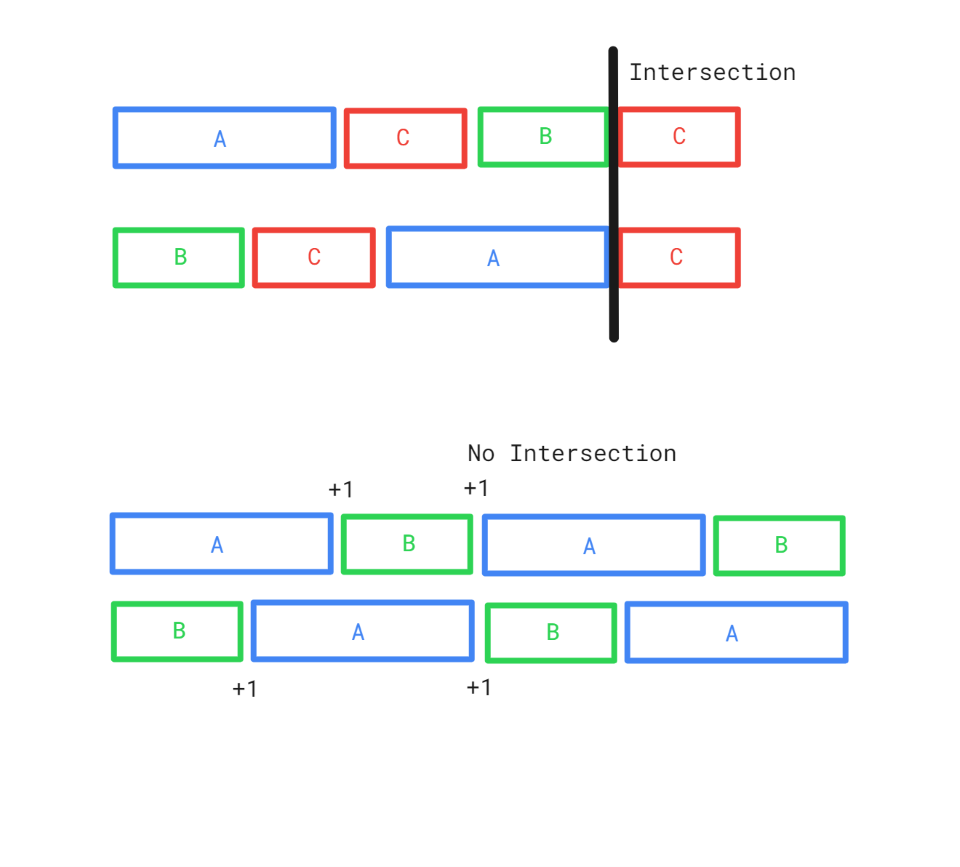 Intersection
A C B C
B C A C
No Intersection
+1 +1
A B A B
B A B A
+1 +1